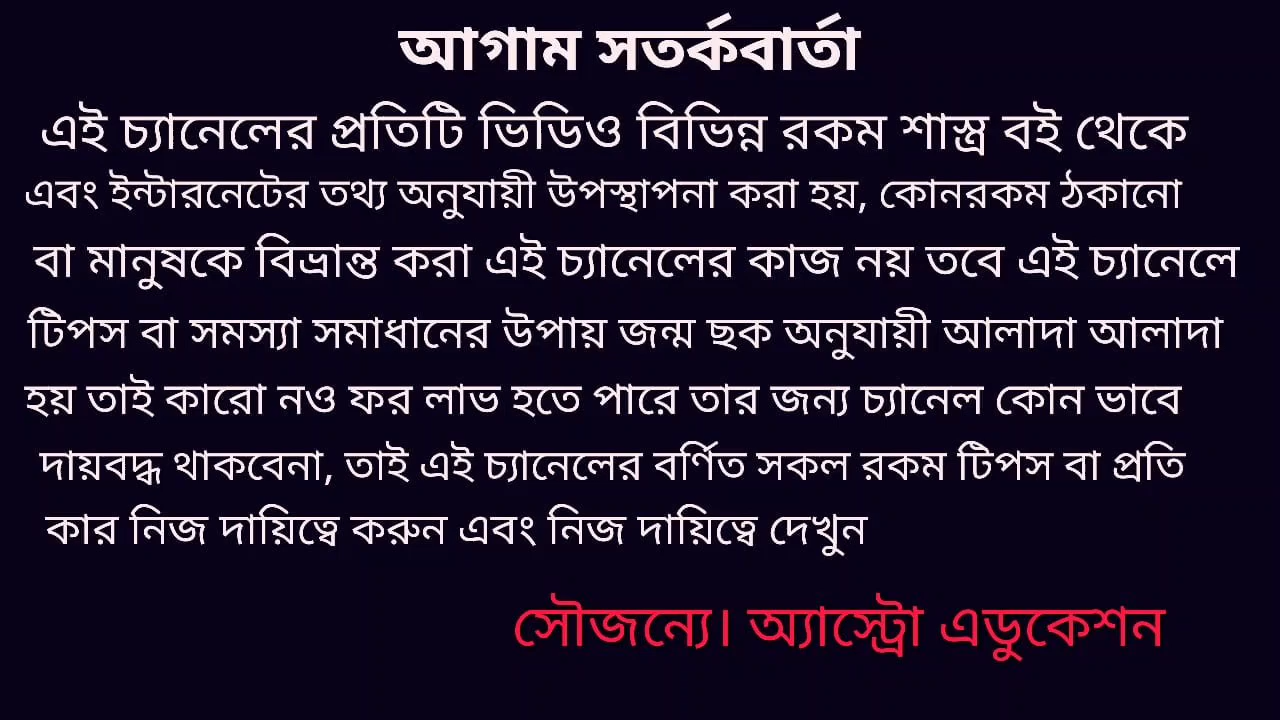 আগাম সতর্কবার্তা
এই চ্যানেলের প্রতিটি ভিডিও বিভিন্ন রকম শাস্ত্র বই থেকে
এবং ইন্টারনেটের তথ্য অনুযায়ী উপস্থাপনা করা হয়, কোনরকম ঠকানো
বা মানুষকে বিভ্রান্ত করা এই চ্যানেলের কাজ নয় তবে এই চ্যানেলে
টিপস বা সমস্যা সমাধানের উপায় জন্ম ছক অনুযায়ী আলাদা আলাদা
হয় তাই কারো নও ফর লাভ হতে পারে তার জন্য চ্যানেল কোন ভাবে
দায়বদ্ধ থাকবেনা, তাই এই চ্যানেলের বর্ণিত সকল রকম টিপস বা প্রতি
কার নিজ দায়িত্বে করুন এবং নিজ দায়িত্বে দেখুন
সৌজন্যে। অ্যাস্ট্রো এডুকেশন